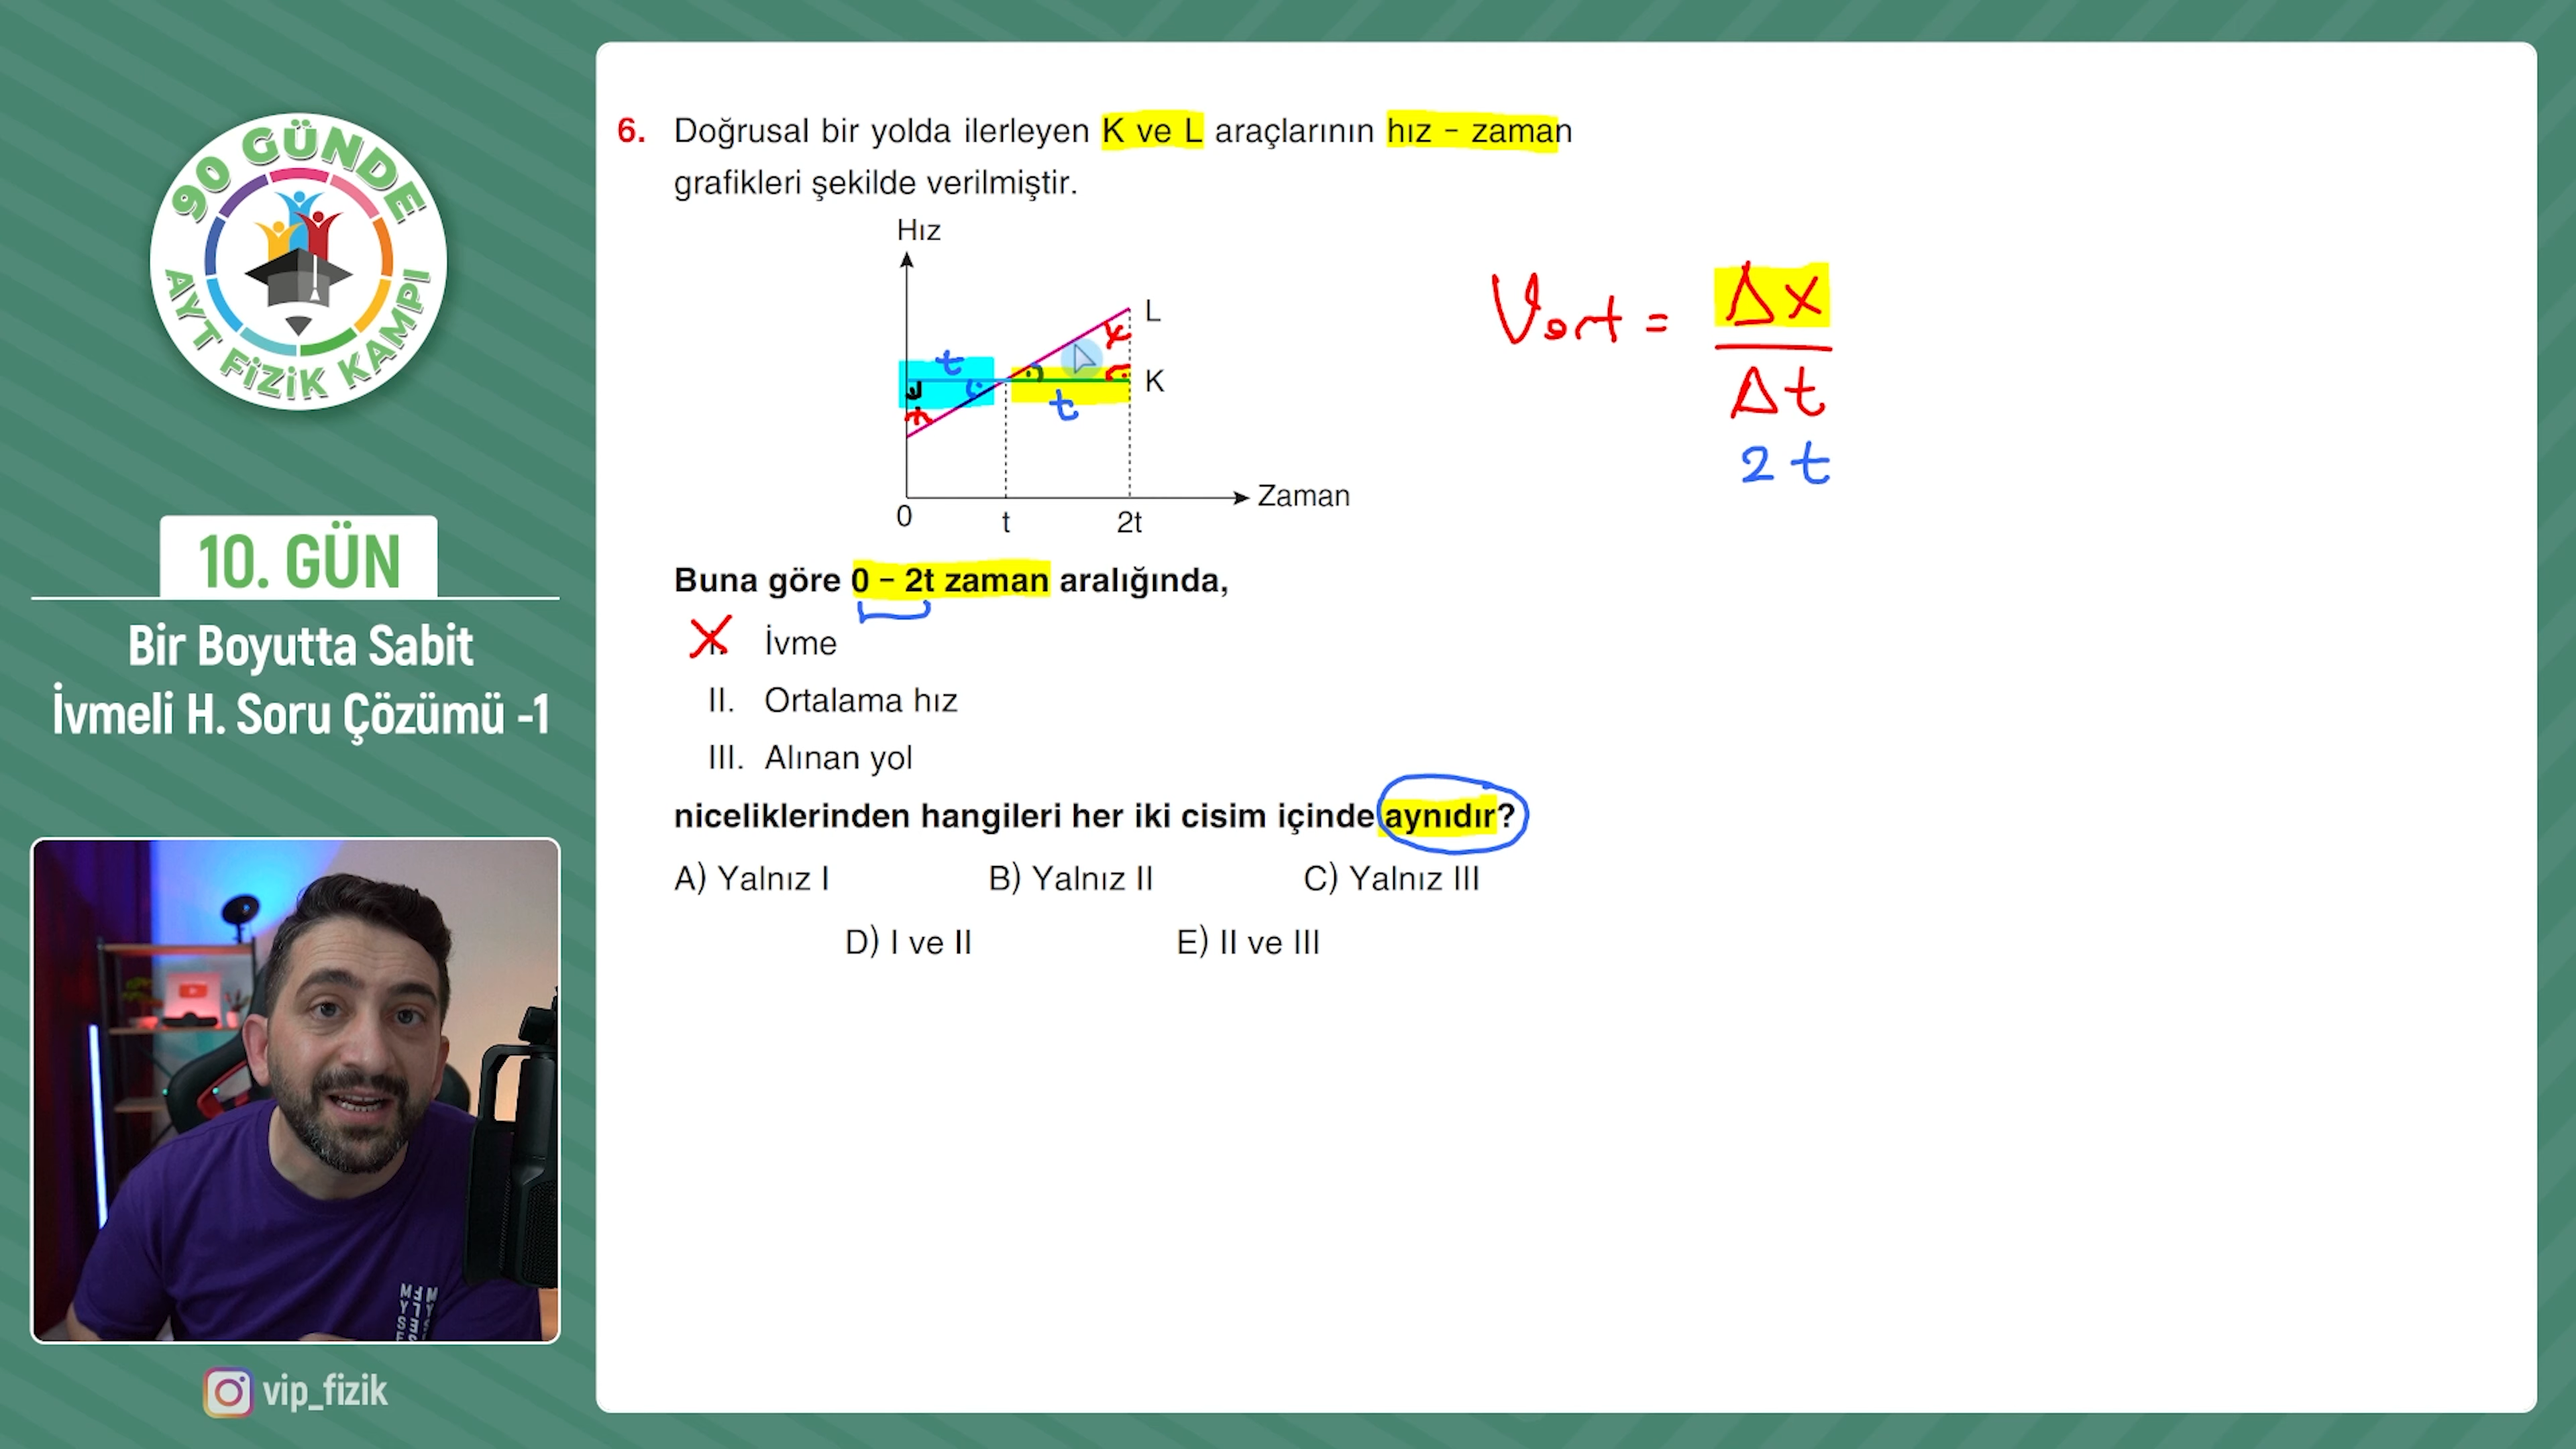 90 GÜNDE
AYT FİZİK KAMPI
10. GÜN
Bir Boyutta Sabit
İvmeli H. Soru Çözümü -1
vip_fizik
6. Doğrusal bir yolda ilerleyen K ve L araçlarının hız - zaman
grafikleri şekilde verilmiştir.
Hız
L
t
K
t
Zaman
0 t 2t
Vort = Δx
Δt
2t
Buna göre 0 - 2t zaman aralığında,
I. İvme
II. Ortalama hız
III. Alınan yol
niceliklerinden hangileri her iki cisim içinde aynıdır?
A) Yalnız I B) Yalnız II C) Yalnız III
D) I ve II E) II ve III